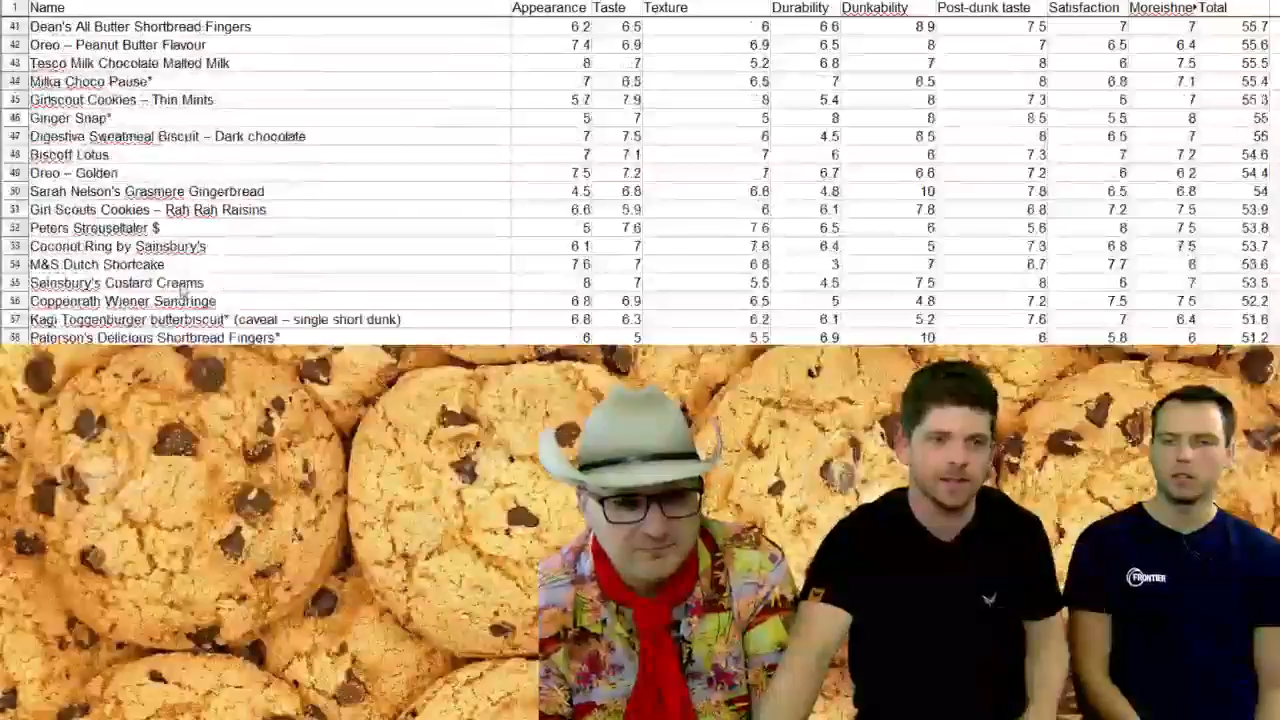 1 Name Appearance Taste Texture Durability Dunkability Post-dunk taste Satisfaction Moreishne Total
41 Dean's All Butter Shortbread Fingers 6.2 6.5 6 6.6 8.9 7.5 7 7 55.7
42 Oreo – Peanut Butter Flavour 7.4 6.9 6.9 6.5 8 7 6.5 6.4 55.6
43 Tesco Milk Chocolate Malted Milk 8 7 5.2 6.8 7 8 6 7.5 55.5
44 Milka Choco Pause* 7 6.5 6.5 7 6.5 8 6.8 7.1 55.4
45 Girlscout Cookies – Thin Mints 5.7 7.9 8 5.4 8 7.3 6 7 55.3
46 Ginger Snap* 5 7 5 8 8 8.5 5.5 8 55
47 Digestive Sweatmeal Biscuit – Dark chocolate 7 7.5 6 4.5 8.5 8 6.5 7 55
48 Biscoff Lotus 7 7.1 7 6 6 7.3 7 7.2 54.6
49 Oreo – Golden 7.5 7.2 7 6.7 6.6 7.2 6 6.2 54.4
50 Sarah Nelson's Grasmere Gingerbread 4.5 6.8 6.8 4.8 10 7.8 6.5 6.8 54
51 Girl Scouts Cookies – Rah Rah Raisins 6.6 5.9 6 6.1 7.8 6.8 7.2 7.5 53.9
52 Peters Streuseltaler $ 5 7.6 7.6 6.5 6 5.6 8 7.5 53.8
53 Coconut Ring by Sainsbury's 6.1 7 7.6 6.4 5 7.3 6.8 7.5 53.7
54 M&S Dutch Shortcake 7.6 7 6.6 3 7 6.7 7.7 8 53.6
55 Sainsbury's Custard Creams 8 7 5.5 4.5 7.5 8 6 7 53.5
56 Coppenrath Wiener Sandringe 6.8 6.9 6.5 5 4.8 7.2 7.5 7.5 52.2
57 Kagi Toggenburger butterbiscuit* (caveat – single short dunk) 6.8 6.3 6.2 6.1 5.2 7.6 7 6.4 51.6
58 Paterson's Delicious Shortbread Fingers* 6 5 5.5 6.9 10 6 5.8 6 51.2
FRONTIER